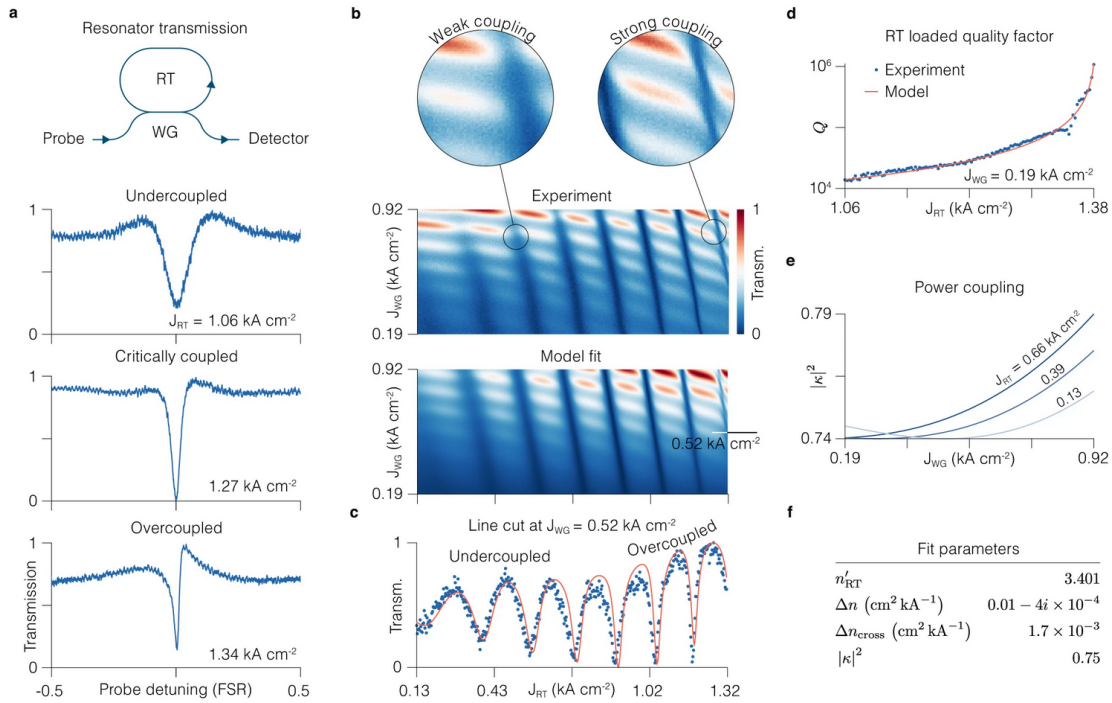 a
Resonator transmission
RT
Probe
WG
Detector
Undercoupled
1
0
J_RT = 1.06 kA cm⁻²
Critically coupled
1
0
1.27 kA cm⁻²
Overcoupled
1
Transmission
0
1.34 kA cm⁻²
-0.5
Probe detuning (FSR)
0.5
b
Weak coupling
Strong coupling
Experiment
0.92
J_WG (kA cm⁻²)
0.19
1
Transm.
0
Model fit
0.92
J_WG (kA cm⁻²)
0.19
0.52 kA cm⁻²
c
Line cut at J_WG = 0.52 kA cm⁻²
Undercoupled
Overcoupled
1
Transm.
0
0.13
0.43
J_RT (kA cm⁻²)
1.02
1.32
d
RT loaded quality factor
10⁶
Experiment
Model
Q
10⁴
J_WG = 0.19 kA cm⁻²
1.06
J_RT (kA cm⁻²)
1.38
e
Power coupling
0.79
|κ|²
0.74
J_RT = 0.66 kA cm⁻²
0.39
0.13
0.19
J_WG (kA cm⁻²)
0.92
f
Fit parameters
n′_RT 3.401
Δn (cm² kA⁻¹) 0.01 − 4i × 10⁻⁴
Δn_cross (cm² kA⁻¹) 1.7 × 10⁻³
|κ|² 0.75